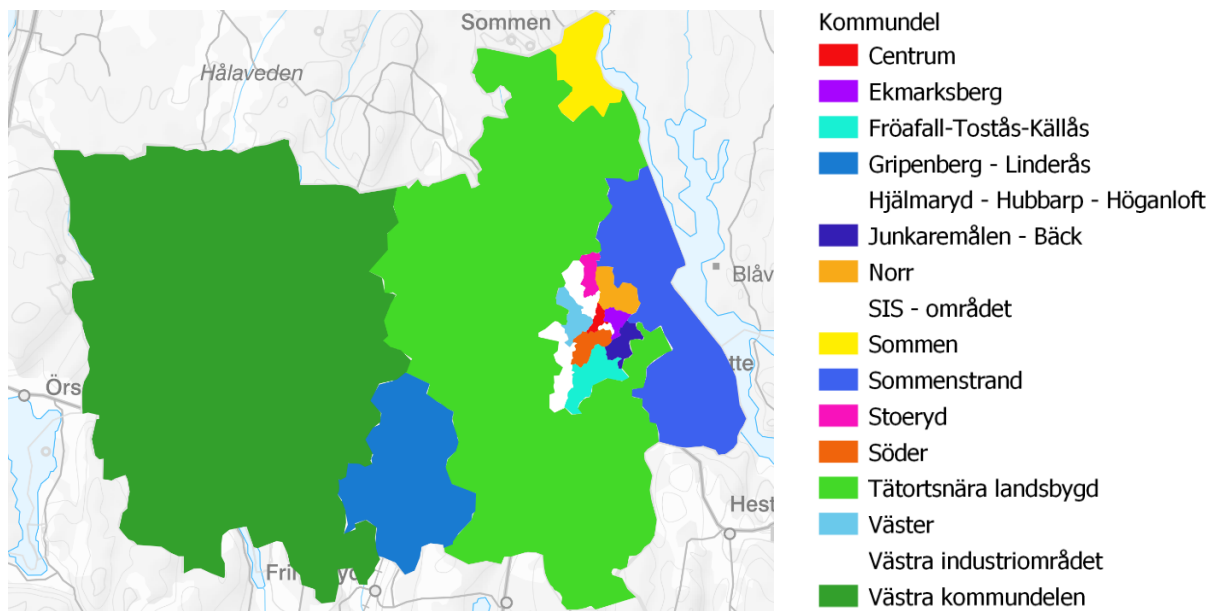 Sommen
Hålaveden
Blåv
tte
Örs
Hest
Kommundel
Centrum
Ekmarksberg
Fröafall-Tostås-Källås
Gripenberg - Linderås
Hjälmaryd - Hubbarp - Höganloft
Junkaremålen - Bäck
Norr
SIS - området
Sommen
Sommenstrand
Stoeryd
Söder
Tätortsnära landsbygd
Väster
Västra industriområdet
Västra kommundelen